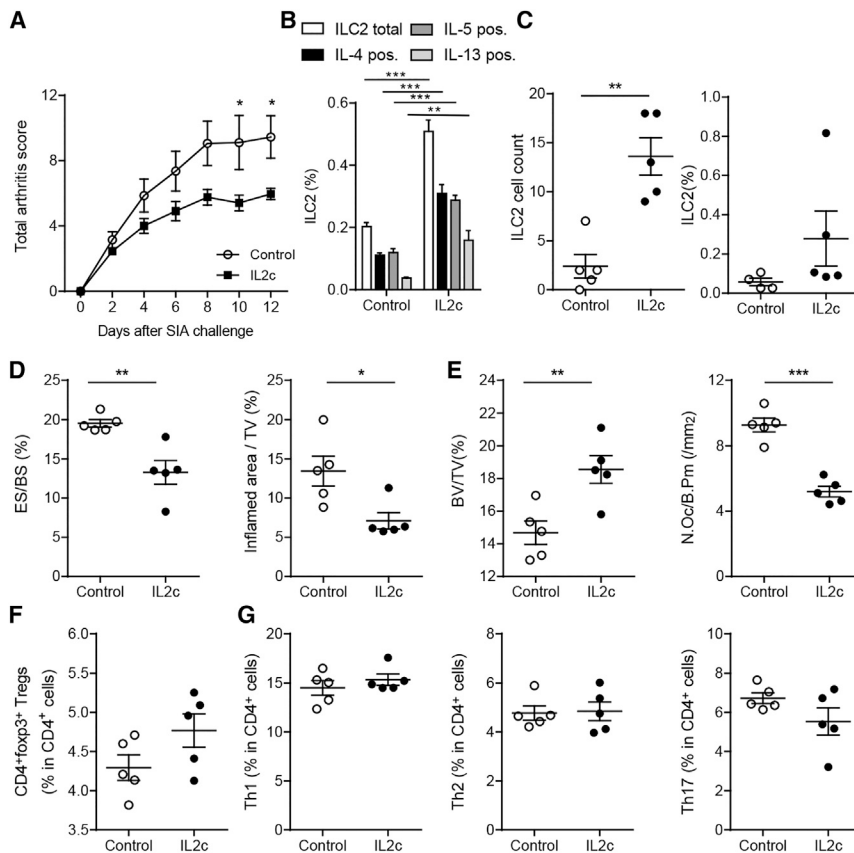 A
Total arthritis score
12
8
4
0
* *
Control
IL2c
0 2 4 6 8 10 12
Days after SIA challenge
B
ILC2 total IL-5 pos.
IL-4 pos. IL-13 pos.
***
***
***
**
ILC2 (%)
0.6
0.4
0.2
0.0
Control IL2c
C
ILC2 cell count
20
15
10
5
0
**
Control IL2c
ILC2(%)
1.0
0.8
0.6
0.4
0.2
0.0
Control IL2c
D
ES/BS (%)
25
20
15
10
5
0
**
Control IL2c
Inflamed area / TV (%)
25
20
15
10
5
0
*
Control IL2c
E
BV/TV(%)
24
22
20
18
16
14
12
**
Control IL2c
N.Oc/B.Pm (/mm2)
12
8
4
0
***
Control IL2c
F
CD4+foxp3+ Tregs
(% in CD4+ cells)
6.0
5.5
5.0
4.5
4.0
3.5
Control IL2c
G
Th1 (% in CD4+ cells)
20
15
10
5
0
Control IL2c
Th2 (% in CD4+ cells)
8
6
4
2
0
Control IL2c
Th17 (% in CD4+ cells)
10
8
6
4
2
0
Control IL2c